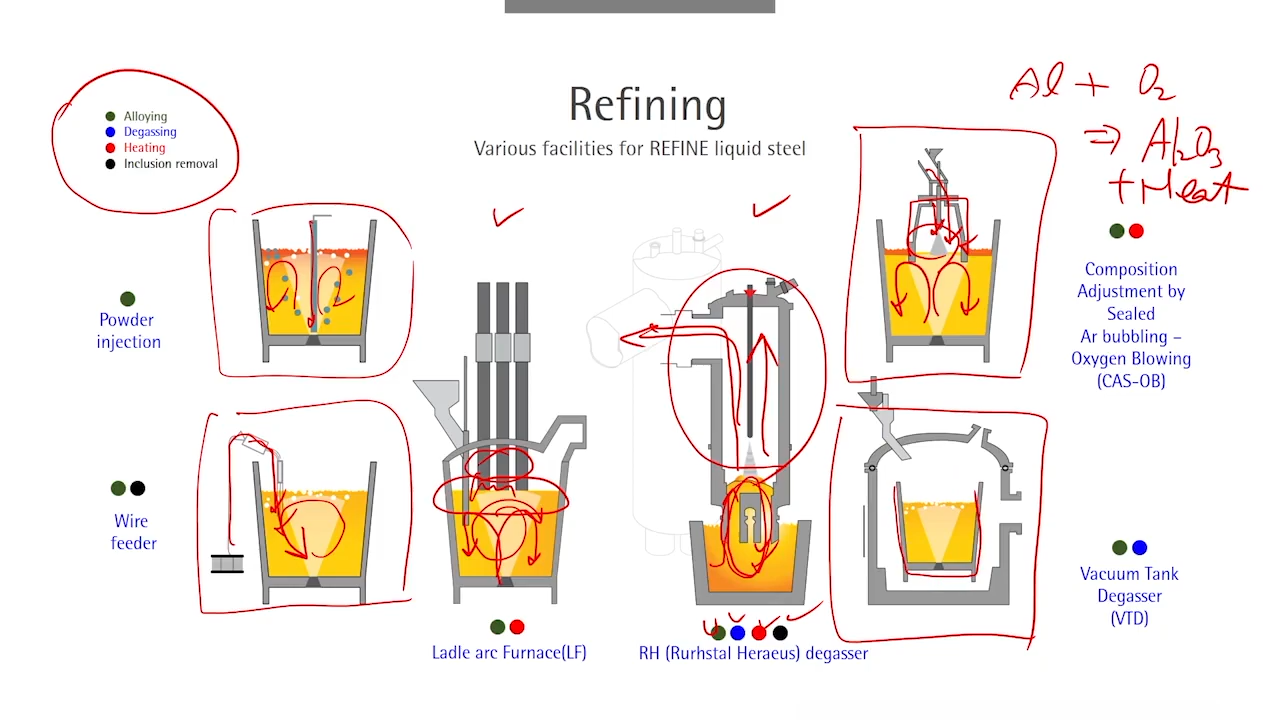 Refining
Various facilities for REFINE liquid steel
Alloying
Degassing
Heating
Inclusion removal
Al + O2
⇒ Al2O3
+ Heat
Powder
injection
Wire
feeder
Ladle arc Furnace(LF)
RH (Rurhstal Heraeus) degasser
Composition
Adjustment by
Sealed
Ar bubbling –
Oxygen Blowing
(CAS-OB)
Vacuum Tank
Degasser
(VTD)